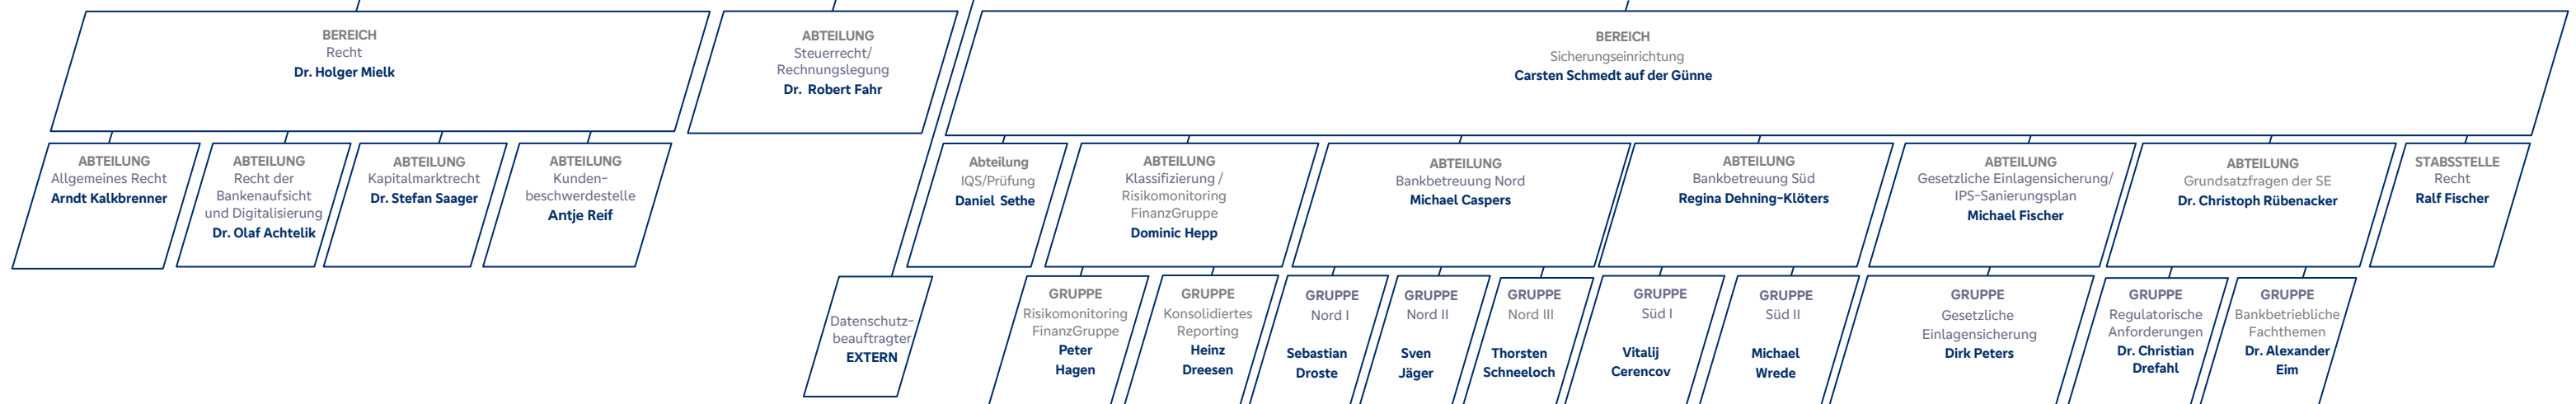 BEREICH
Recht
Dr. Holger Mielk
ABTEILUNG
Steuerrecht/
Rechnungslegung
Dr. Robert Fahr
BEREICH
Sicherungseinrichtung
Carsten Schmedt auf der Günne
ABTEILUNG
Allgemeines Recht
Arndt Kalkbrenner
ABTEILUNG
Recht der
Bankenaufsicht
und Digitalisierung
Dr. Olaf Achtelik
ABTEILUNG
Kapitalmarktrecht
Dr. Stefan Saager
ABTEILUNG
Kunden-
beschwerdestelle
Antje Reif
Abteilung
IQS/Prüfung
Daniel Sethe
ABTEILUNG
Klassifizierung /
Risikomonitoring
FinanzGruppe
Dominic Hepp
ABTEILUNG
Bankbetreuung Nord
Michael Caspers
ABTEILUNG
Bankbetreuung Süd
Regina Dehning-Klöters
ABTEILUNG
Gesetzliche Einlagensicherung/
IPS-Sanierungsplan
Michael Fischer
ABTEILUNG
Grundsatzfragen der SE
Dr. Christoph Rübenacker
STABSSTELLE
Recht
Ralf Fischer
Datenschutz-
beauftragter
EXTERN
GRUPPE
Risikomonitoring
FinanzGruppe
Peter
Hagen
GRUPPE
Konsolidiertes
Reporting
Heinz
Dreesen
GRUPPE
Nord I
Sebastian
Droste
GRUPPE
Nord II
Sven
Jäger
GRUPPE
Nord III
Thorsten
Schneeloch
GRUPPE
Süd I
Vitalij
Cerencov
GRUPPE
Süd II
Michael
Wrede
GRUPPE
Gesetzliche
Einlagensicherung
Dirk Peters
GRUPPE
Regulatorische
Anforderungen
Dr. Christian
Drefahl
GRUPPE
Bankbetriebliche
Fachthemen
Dr. Alexander
Eim